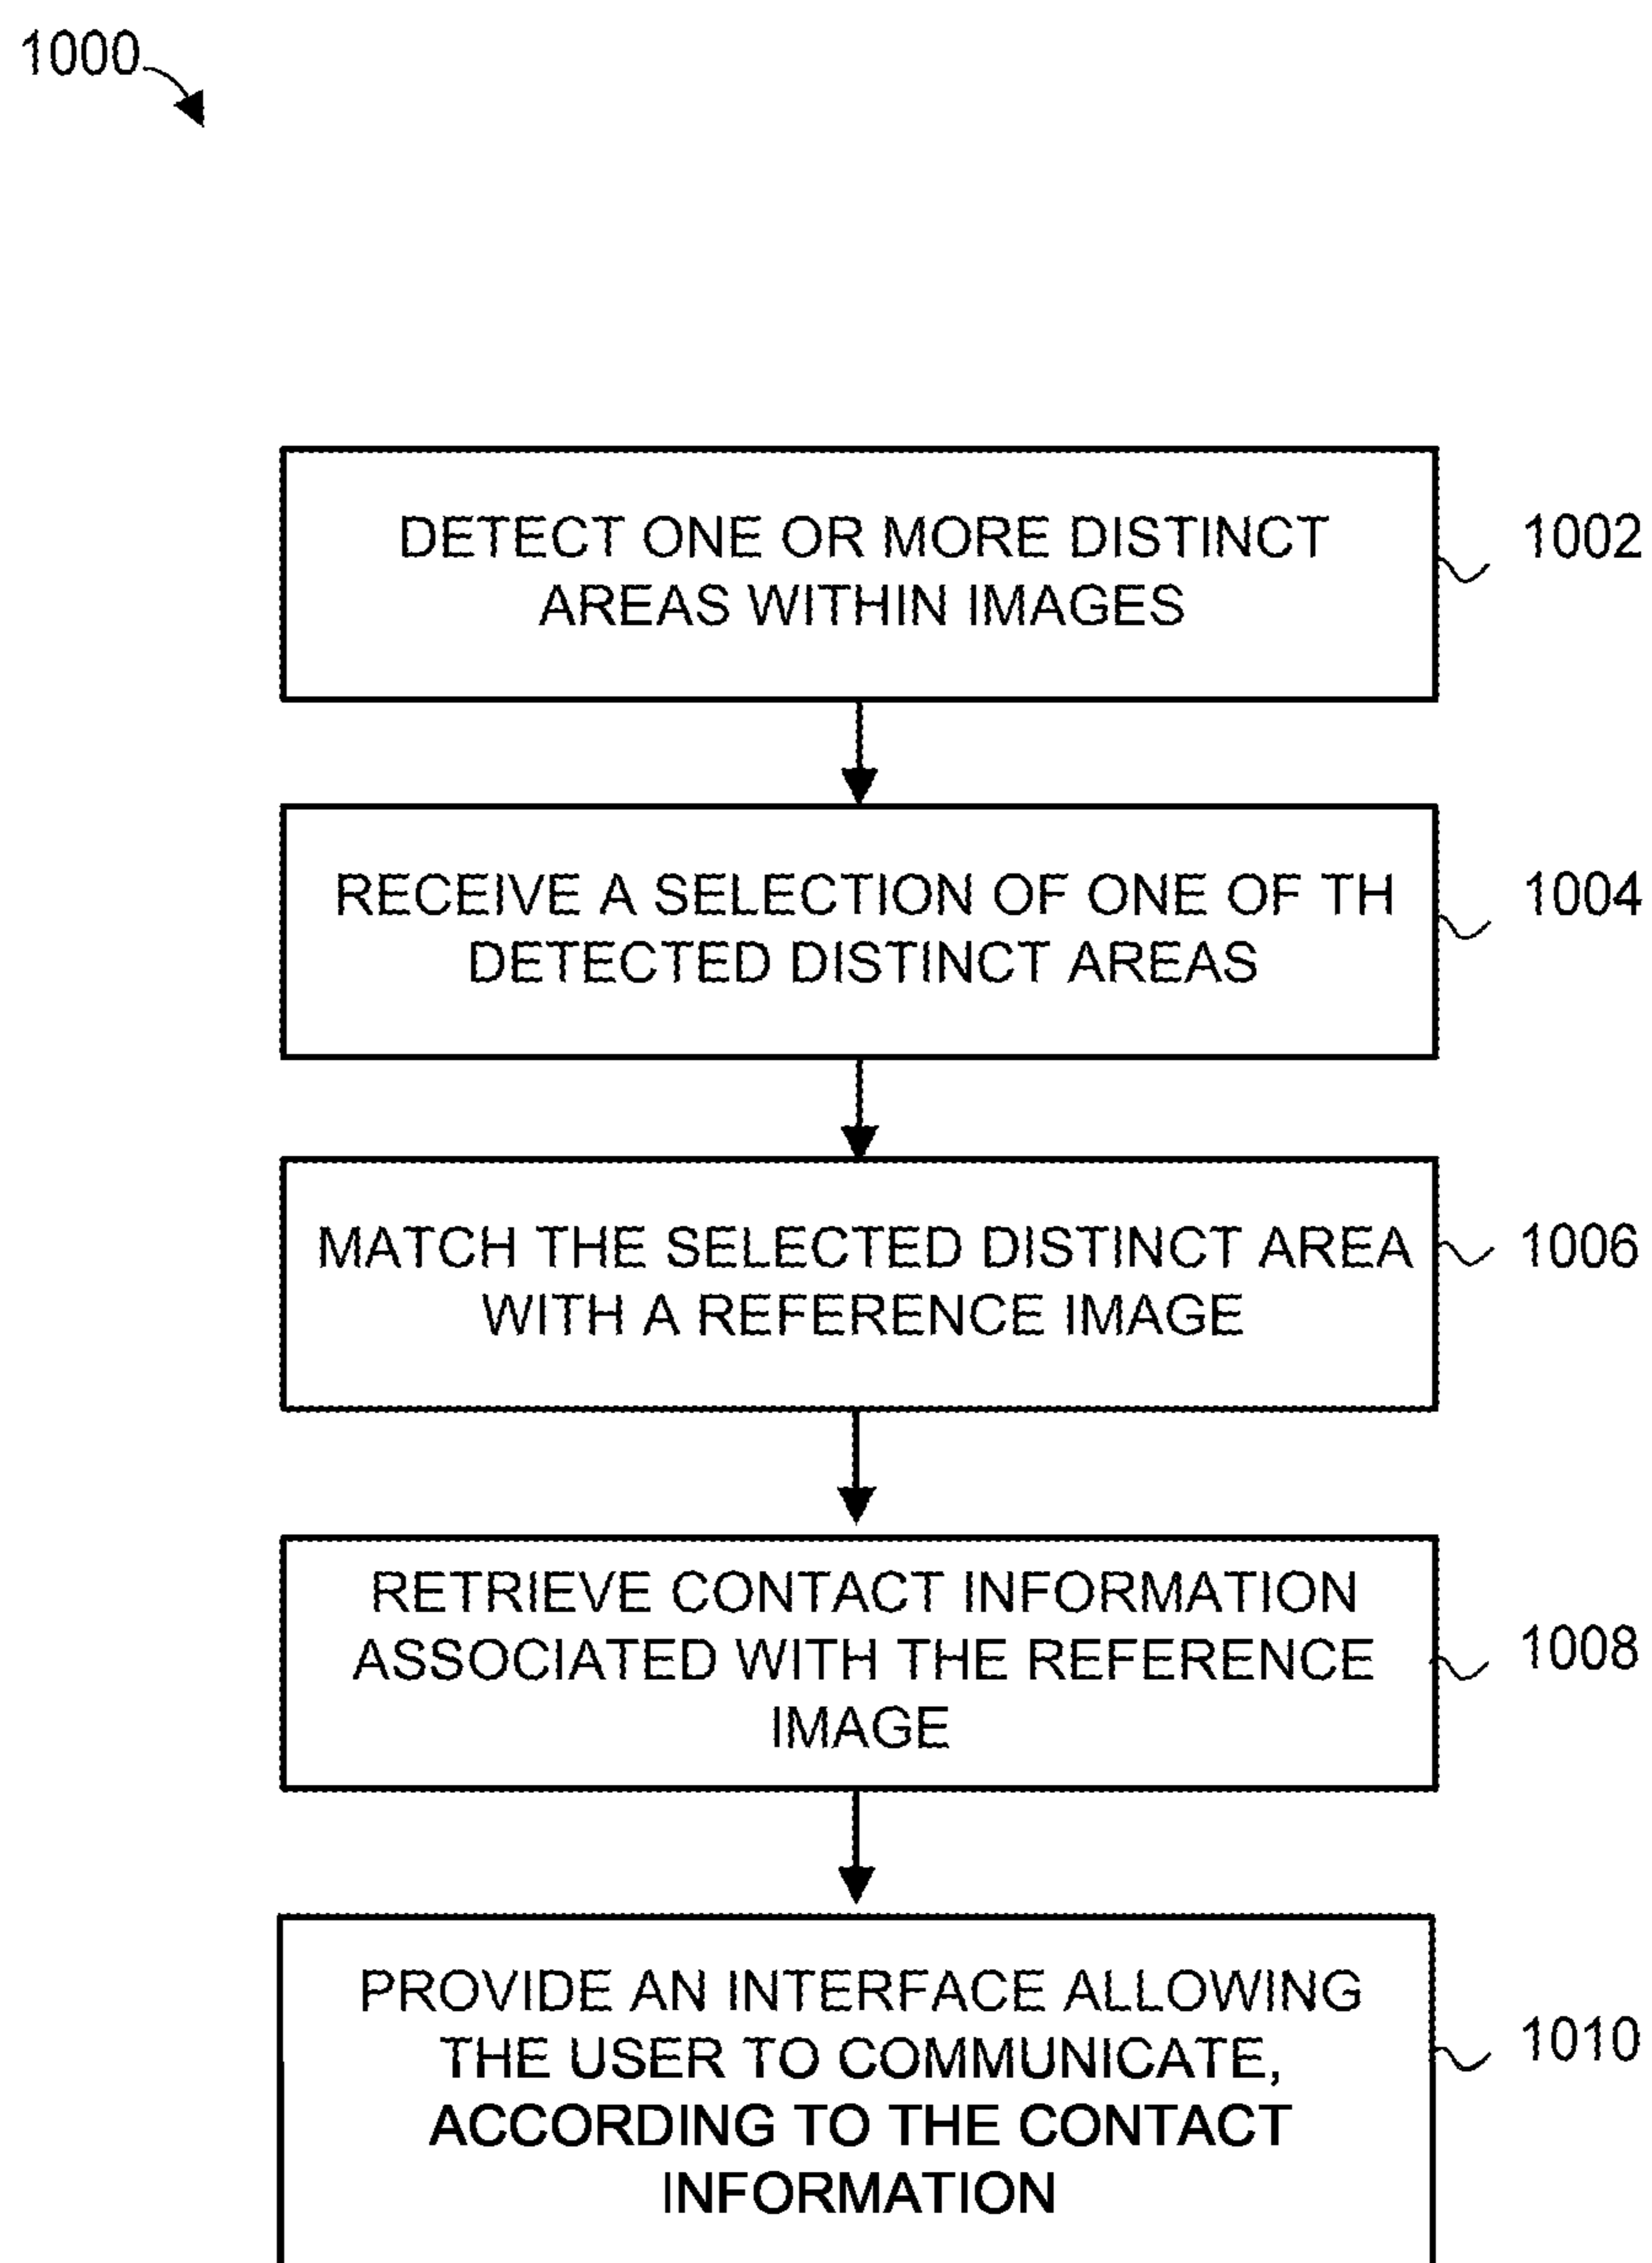 1000
DETECT ONE OR MORE DISTINCT
AREAS WITHIN IMAGES
1002
RECEIVE A SELECTION OF ONE OF TH
DETECTED DISTINCT AREAS
1004
MATCH THE SELECTED DISTINCT AREA
WITH A REFERENCE IMAGE
1006
RETRIEVE CONTACT INFORMATION
ASSOCIATED WITH THE REFERENCE
IMAGE
1008
PROVIDE AN INTERFACE ALLOWING
THE USER TO COMMUNICATE,
ACCORDING TO THE CONTACT
INFORMATION
1010